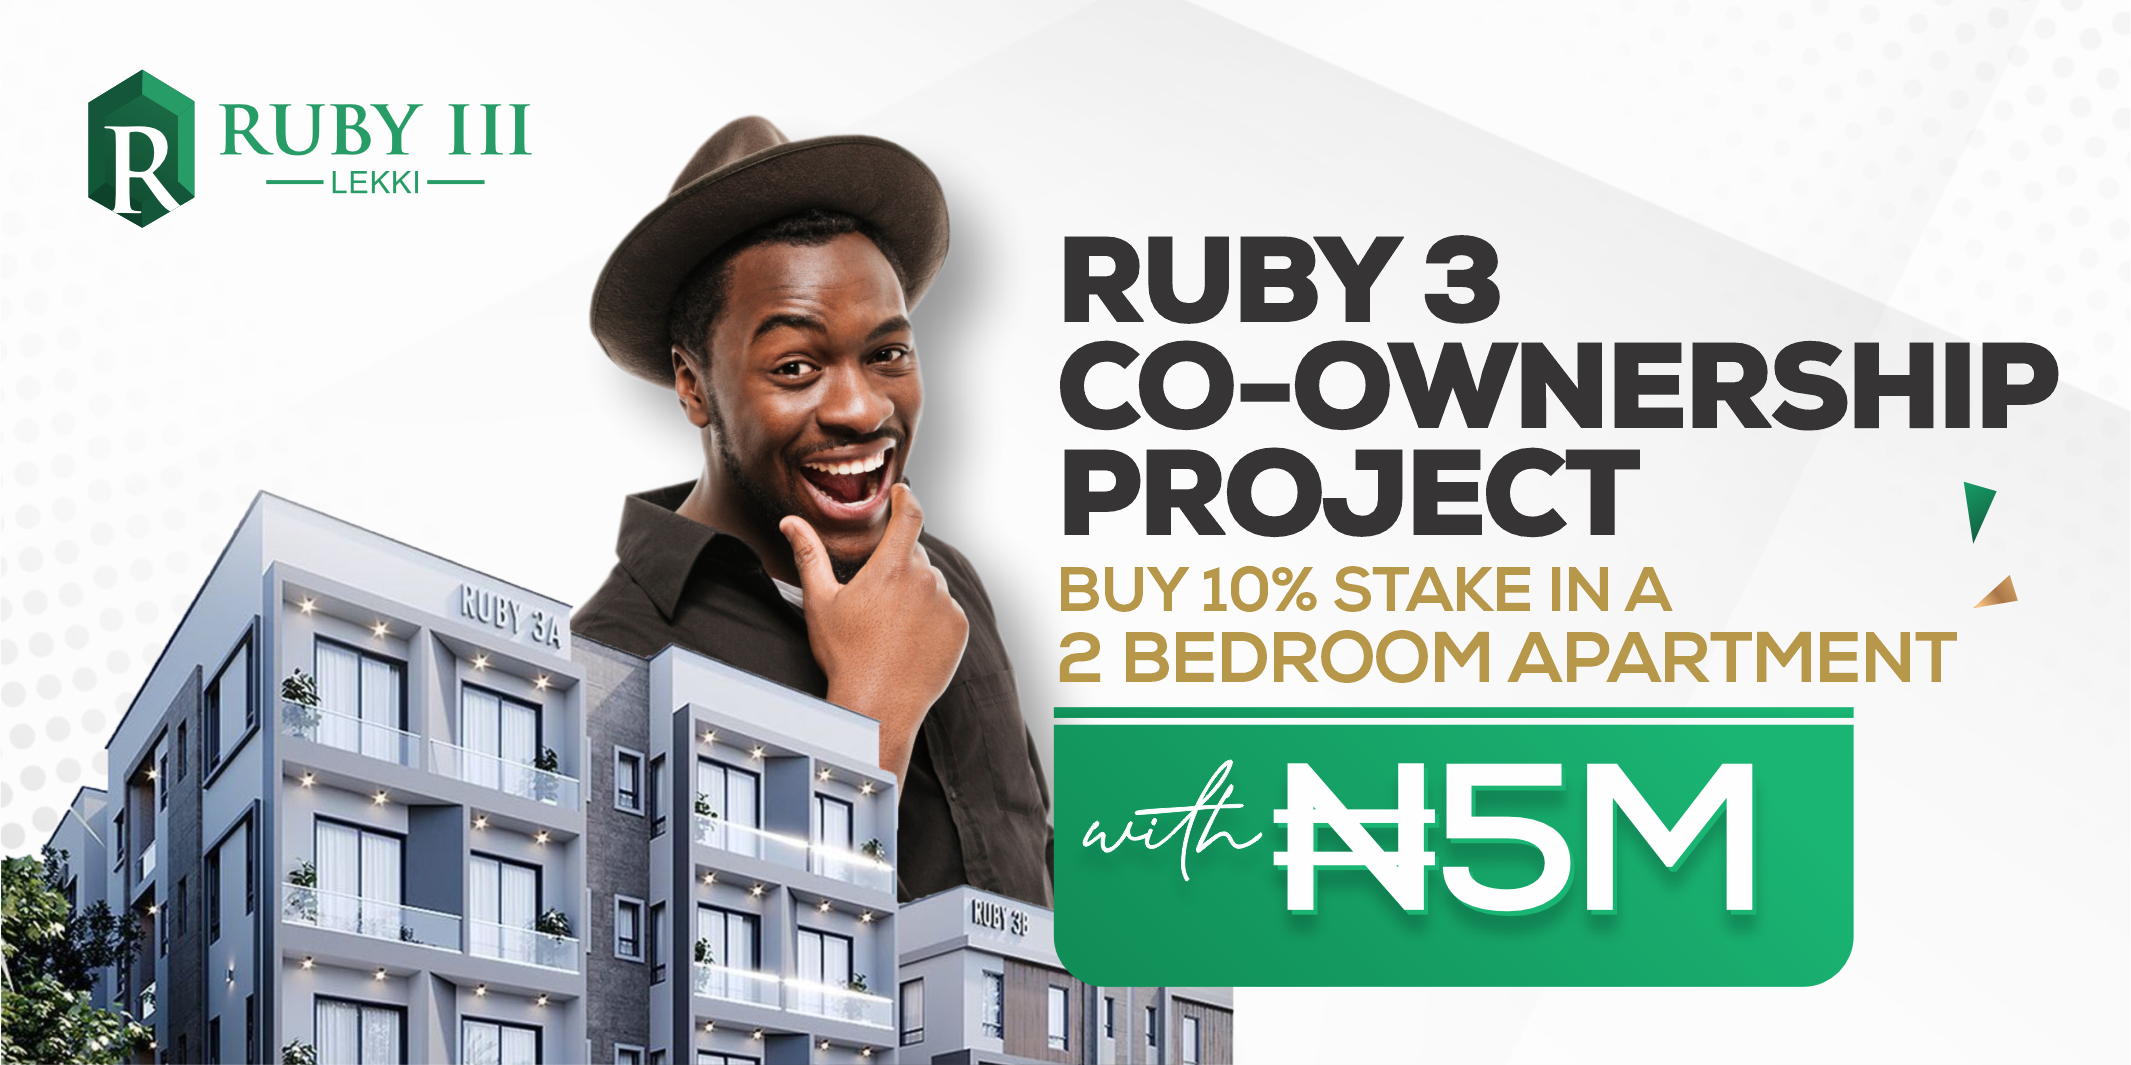 R
RUBY III
LEKKI
RUBY 3
CO-OWNERSHIP
PROJECT
BUY 10% STAKE IN A
2 BEDROOM APARTMENT
with ₦5M
RUBY 3A
RUBY 3B